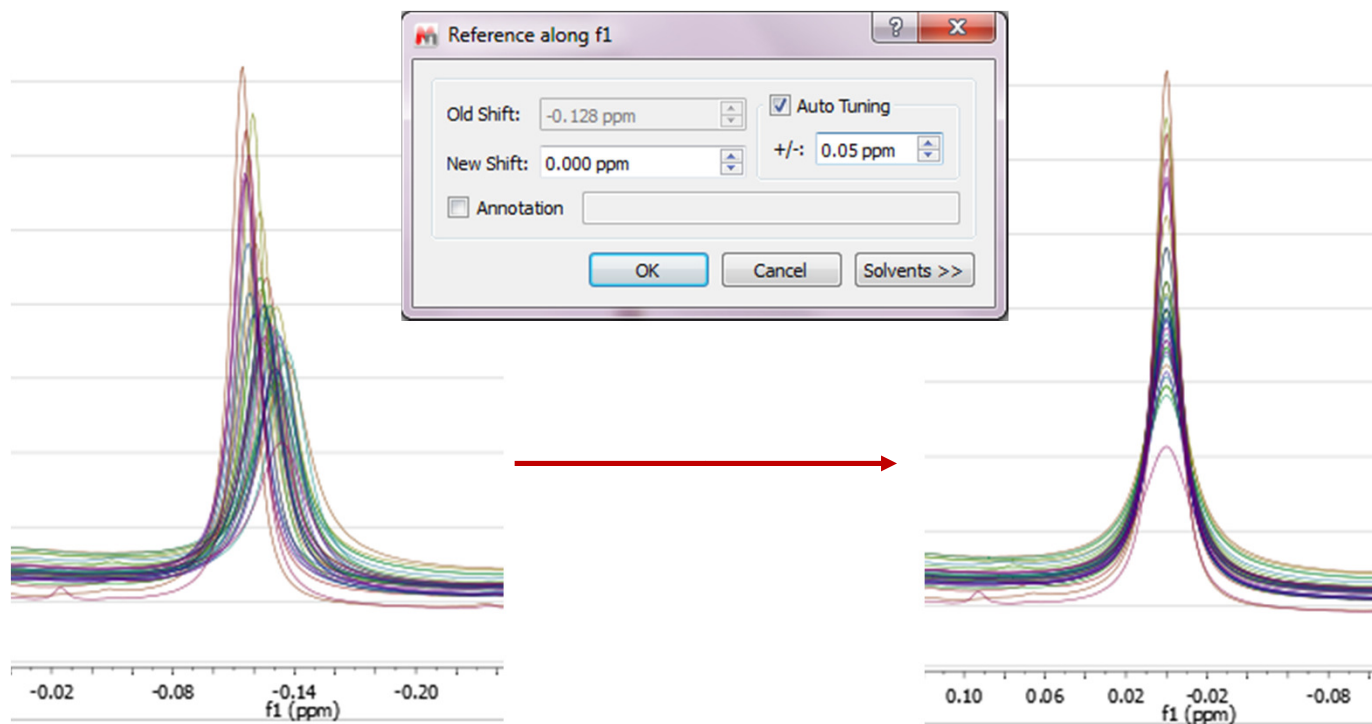 Reference along f1
Old Shift: -0.128 ppm
Auto Tuning
New Shift: 0.000 ppm
+/-: 0.05 ppm
Annotation
OK Cancel Solvents >>
-0.02 -0.08 -0.14 -0.20
f1 (ppm)
0.10 0.06 0.02 -0.02 -0.08
f1 (ppm)